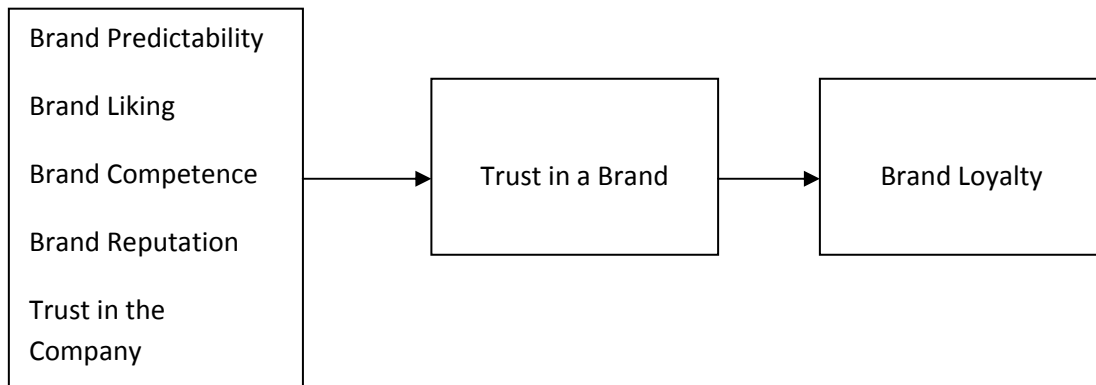 Brand Predictability
Brand Liking
Brand Competence
Brand Reputation
Trust in the
Company
Trust in a Brand
Brand Loyalty